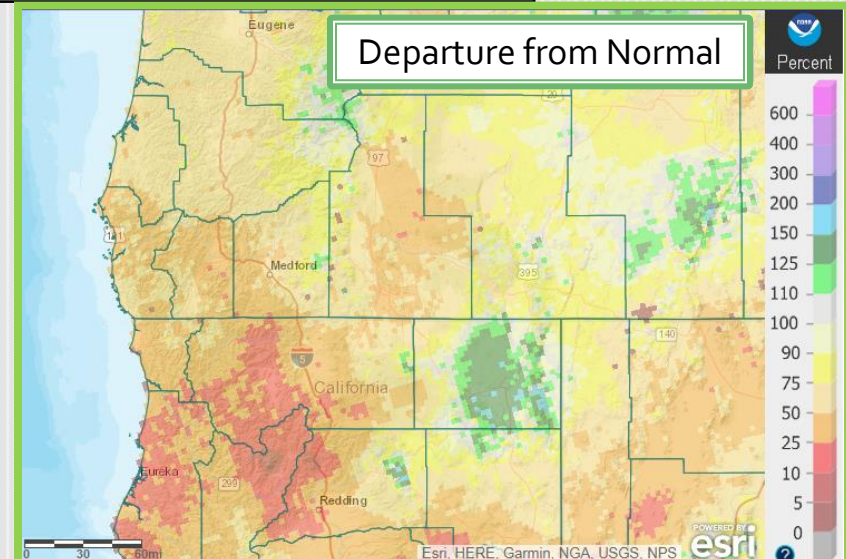 Departure from Normal
NOAA
Percent
600
400
300
200
150
125
110
100
90
75
50
25
10
5
0
?
Eugene
20
97
101
Medford
395
140
5
California
Eureka
299
Redding
0 30 60mi
Esri, HERE, Garmin, NGA, USGS, NPS
POWERED BY
esri